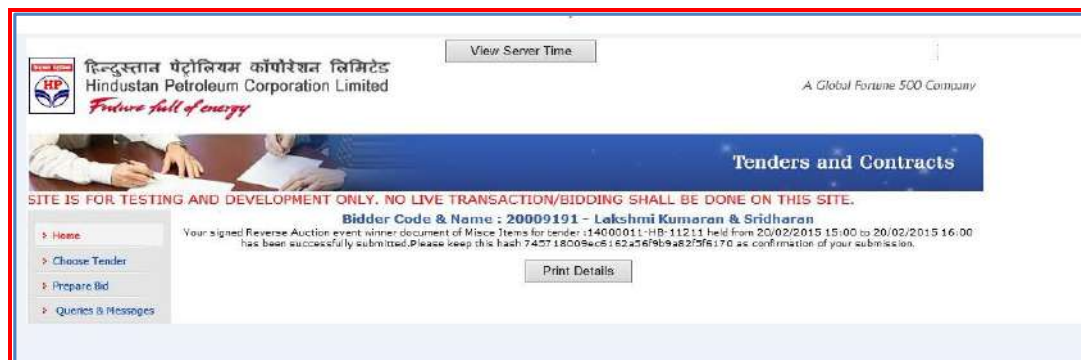 View Server Time
हिन्दुस्तान पेट्रोलियम कॉर्पोरेशन लिमिटेड
HP
Hindustan Petroleum Corporation Limited
A Global Fortune 500 Company
Future full of energy
Tenders and Contracts
SITE IS FOR TESTING AND DEVELOPMENT ONLY. NO LIVE TRANSACTION/BIDDING SHALL BE DONE ON THIS SITE.
Bidder Code & Name : 20009191 - Lakshmi Kumaran & Sridharan
Your signed Reverse Auction event winner document of Misce Items for tender :14000011-HB-11211 held from 20/02/2015 15:00 to 20/02/2015 16:00
has been successfully submitted.Please keep this hash 745718009ec6162a56f9b9a82f5f6170 as confirmation of your submission.
Print Details
Home
Choose Tender
Prepare Bid
Queries & Messages